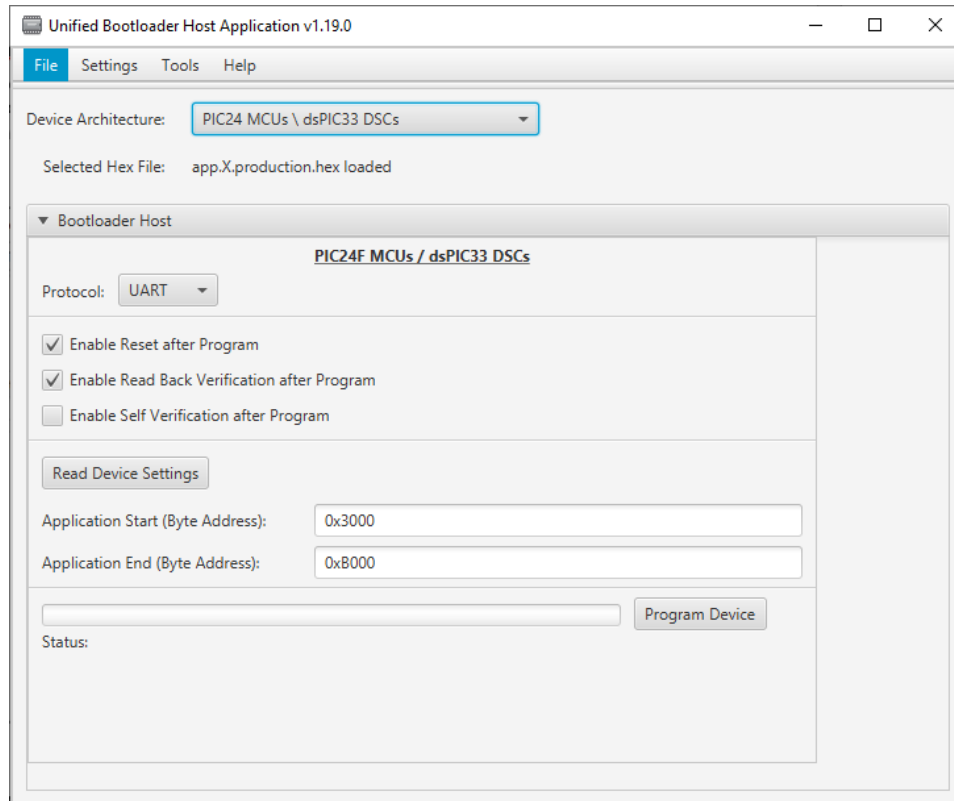 Unified Bootloader Host Application v1.19.0
File Settings Tools Help
Device Architecture: PIC24 MCUs \ dsPIC33 DSCs
Selected Hex File: app.X.production.hex loaded
Bootloader Host
PIC24F MCUs / dsPIC33 DSCs
Protocol: UART
Enable Reset after Program
Enable Read Back Verification after Program
Enable Self Verification after Program
Read Device Settings
Application Start (Byte Address): 0x3000
Application End (Byte Address): 0xB000
Program Device
Status: